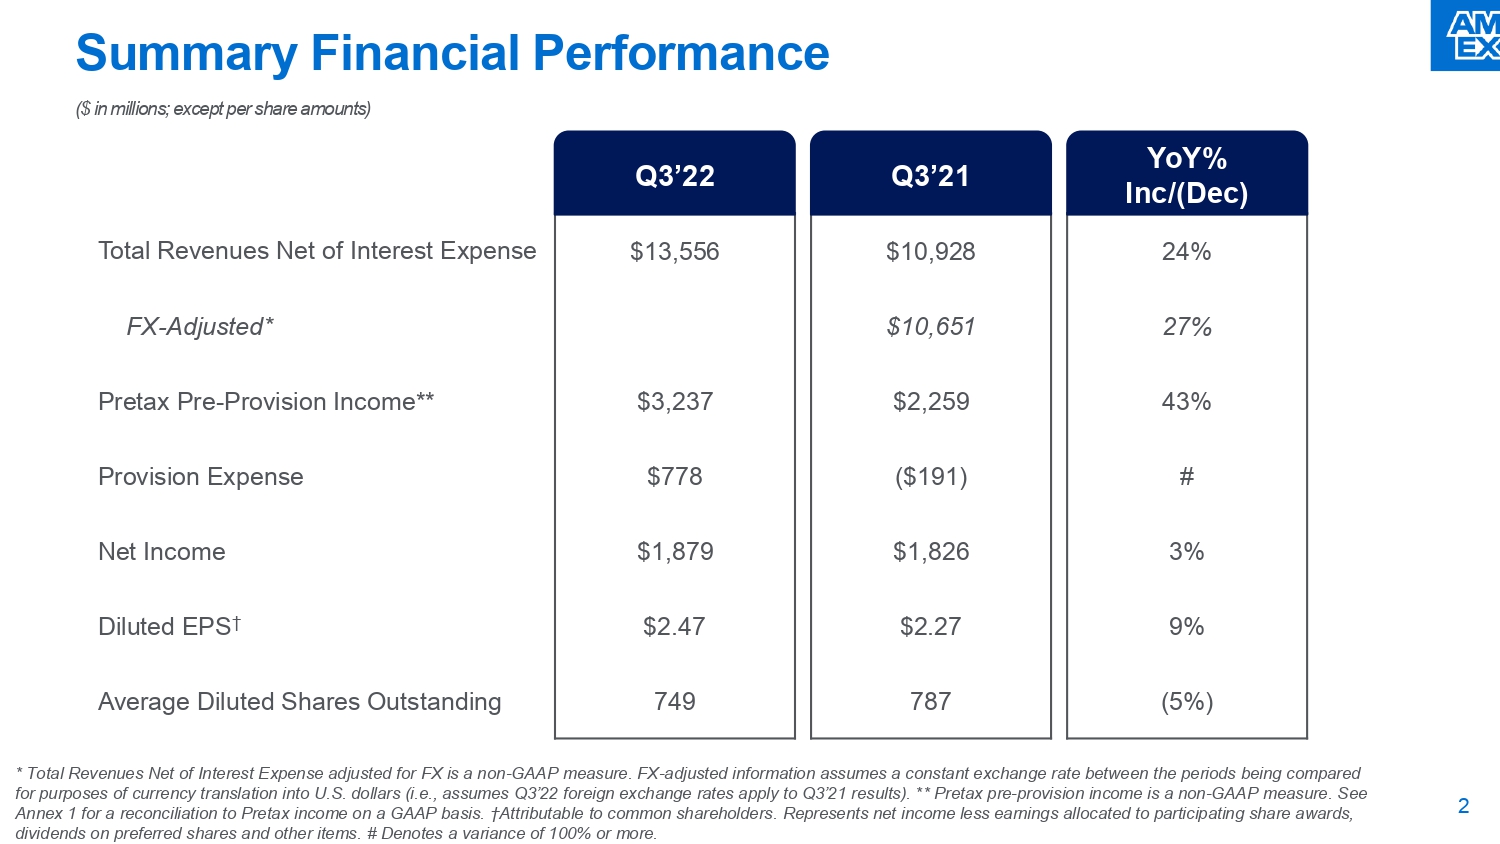 Summary Financial Performance
AM
EX
($ in millions; except per share amounts)
Q3’22 Q3’21 YoY%
Inc/(Dec)
Total Revenues Net of Interest Expense $13,556 $10,928 24%
FX-Adjusted* $10,651 27%
Pretax Pre-Provision Income** $3,237 $2,259 43%
Provision Expense $778 ($191) #
Net Income $1,879 $1,826 3%
Diluted EPS† $2.47 $2.27 9%
Average Diluted Shares Outstanding 749 787 (5%)
* Total Revenues Net of Interest Expense adjusted for FX is a non-GAAP measure. FX-adjusted information assumes a constant exchange rate between the periods being compared
for purposes of currency translation into U.S. dollars (i.e., assumes Q3’22 foreign exchange rates apply to Q3’21 results). ** Pretax pre-provision income is a non-GAAP measure. See
Annex 1 for a reconciliation to Pretax income on a GAAP basis. †Attributable to common shareholders. Represents net income less earnings allocated to participating share awards,
dividends on preferred shares and other items. # Denotes a variance of 100% or more.
2